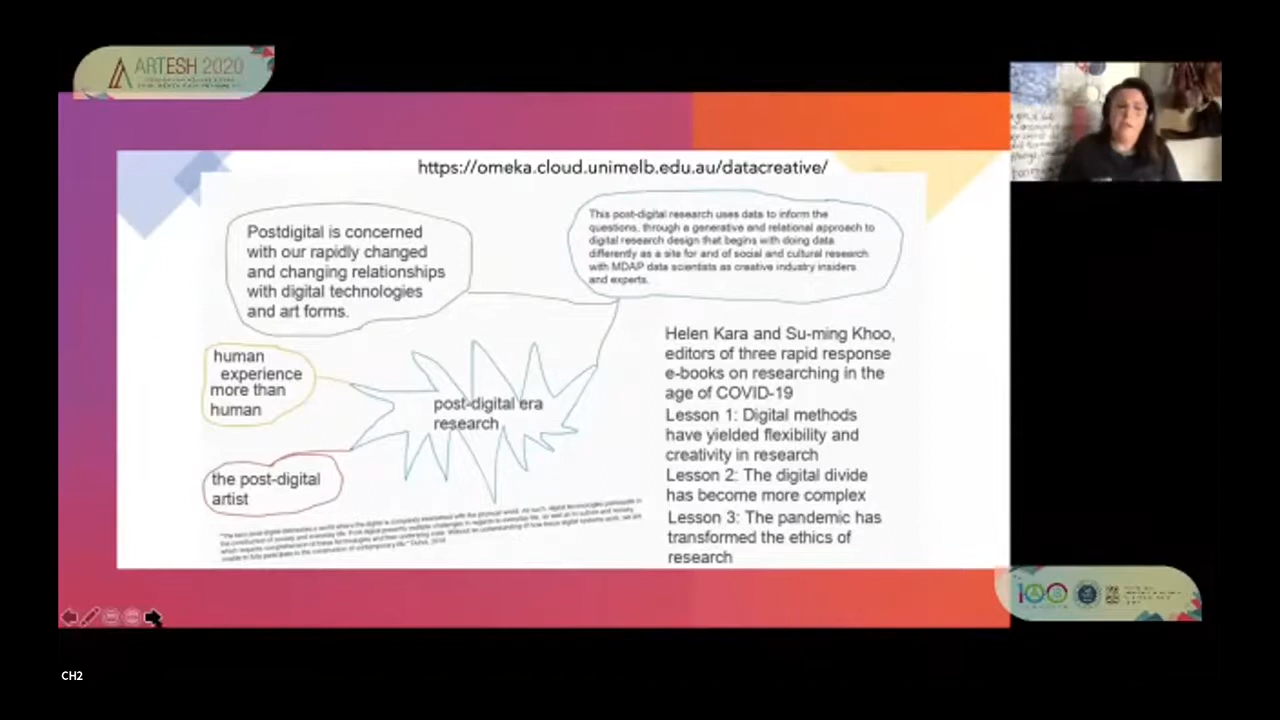 ARTESH 2020
https://omeka.cloud.unimelb.edu.au/datacreative/
Postdigital is concerned
with our rapidly changed
and changing relationships
with digital technologies
and art forms.
This post-digital research uses data to inform the
questions, through a generative and relational approach to
digital research design that begins with doing data
differently as a site for and of social and cultural research
with MDAP data scientists as creative industry insiders
and experts.
human
experience
more than
human
post-digital era
research
the post-digital
artist
Helen Kara and Su-ming Khoo,
editors of three rapid response
e-books on researching in the
age of COVID-19
Lesson 1: Digital methods
have yielded flexibility and
creativity in research
Lesson 2: The digital divide
has become more complex
Lesson 3: The pandemic has
transformed the ethics of
research
100
CH2